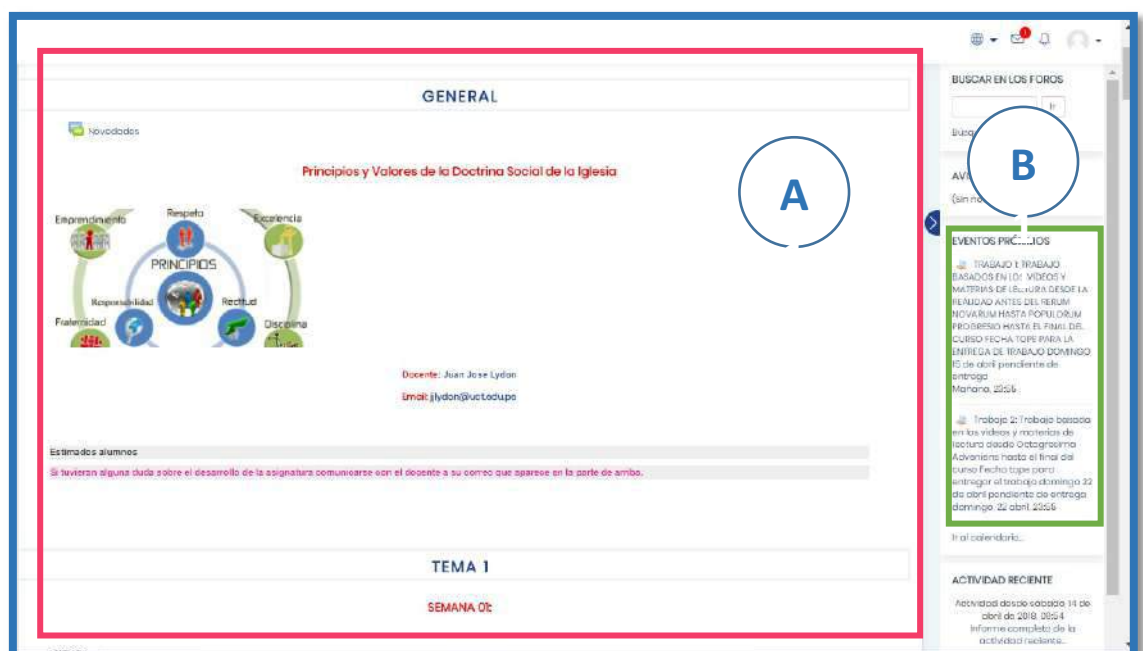 GENERAL
Novedades
Principios y Valores de la Doctrina Social de la Iglesia
Emprendimiento
Respeto
Excelencia
PRINCIPIOS
Responsabilidad
Rectitud
Fraternidad
Disciplina
Docente: Juan Jose Lydon
Email: jlydon@uct.edu.pe
Estimados alumnos
Si tuvieran alguna duda sobre el desarrollo de la asignatura comunicarse con el docente a su correo que aparece en la parte de arriba.
TEMA 1
SEMANA 01:
A
B
BUSCAR EN LOS FOROS
Ir
EVENTOS
TRABAJO 1: TRABAJO
BASADOS EN LOS VIDEOS Y
MATERIAS DE LECTURA DESDE LA
REALIDAD ANTES DEL RERUM
NOVARUM HASTA POPULORUM
PROGRESIO HASTA EL FINAL DEL
CURSO FECHA TOPE PARA LA
ENTREGA DE TRABAJO DOMINGO
15 de abril pendiente de
entrega
Mañana, 23:55
Trabajo 2: Trabajo basado
en los videos y materias de
lectura desde Octogesima
Adveniens hasta el final del
curso Fecha tope para
entregar el trabajo domingo 22
de abril pendiente de entrega
domingo, 22 abril, 23:55
Ir al calendario...
ACTIVIDAD RECIENTE
Actividad desde sábado, 14 de
abril de 2018, 08:54
Informe completo de la
actividad reciente...